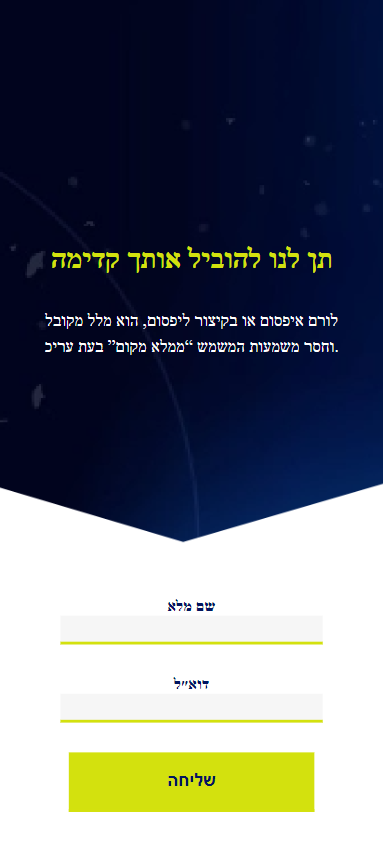 תן לנו להוביל אותך קדימה
לורם איפסום או בקיצור ליפסום, הוא מלל מקובל
וחסר משמעות המשמש “ממלא מקום” בעת עריכ.
שם מלא
דוא״ל
שליחה